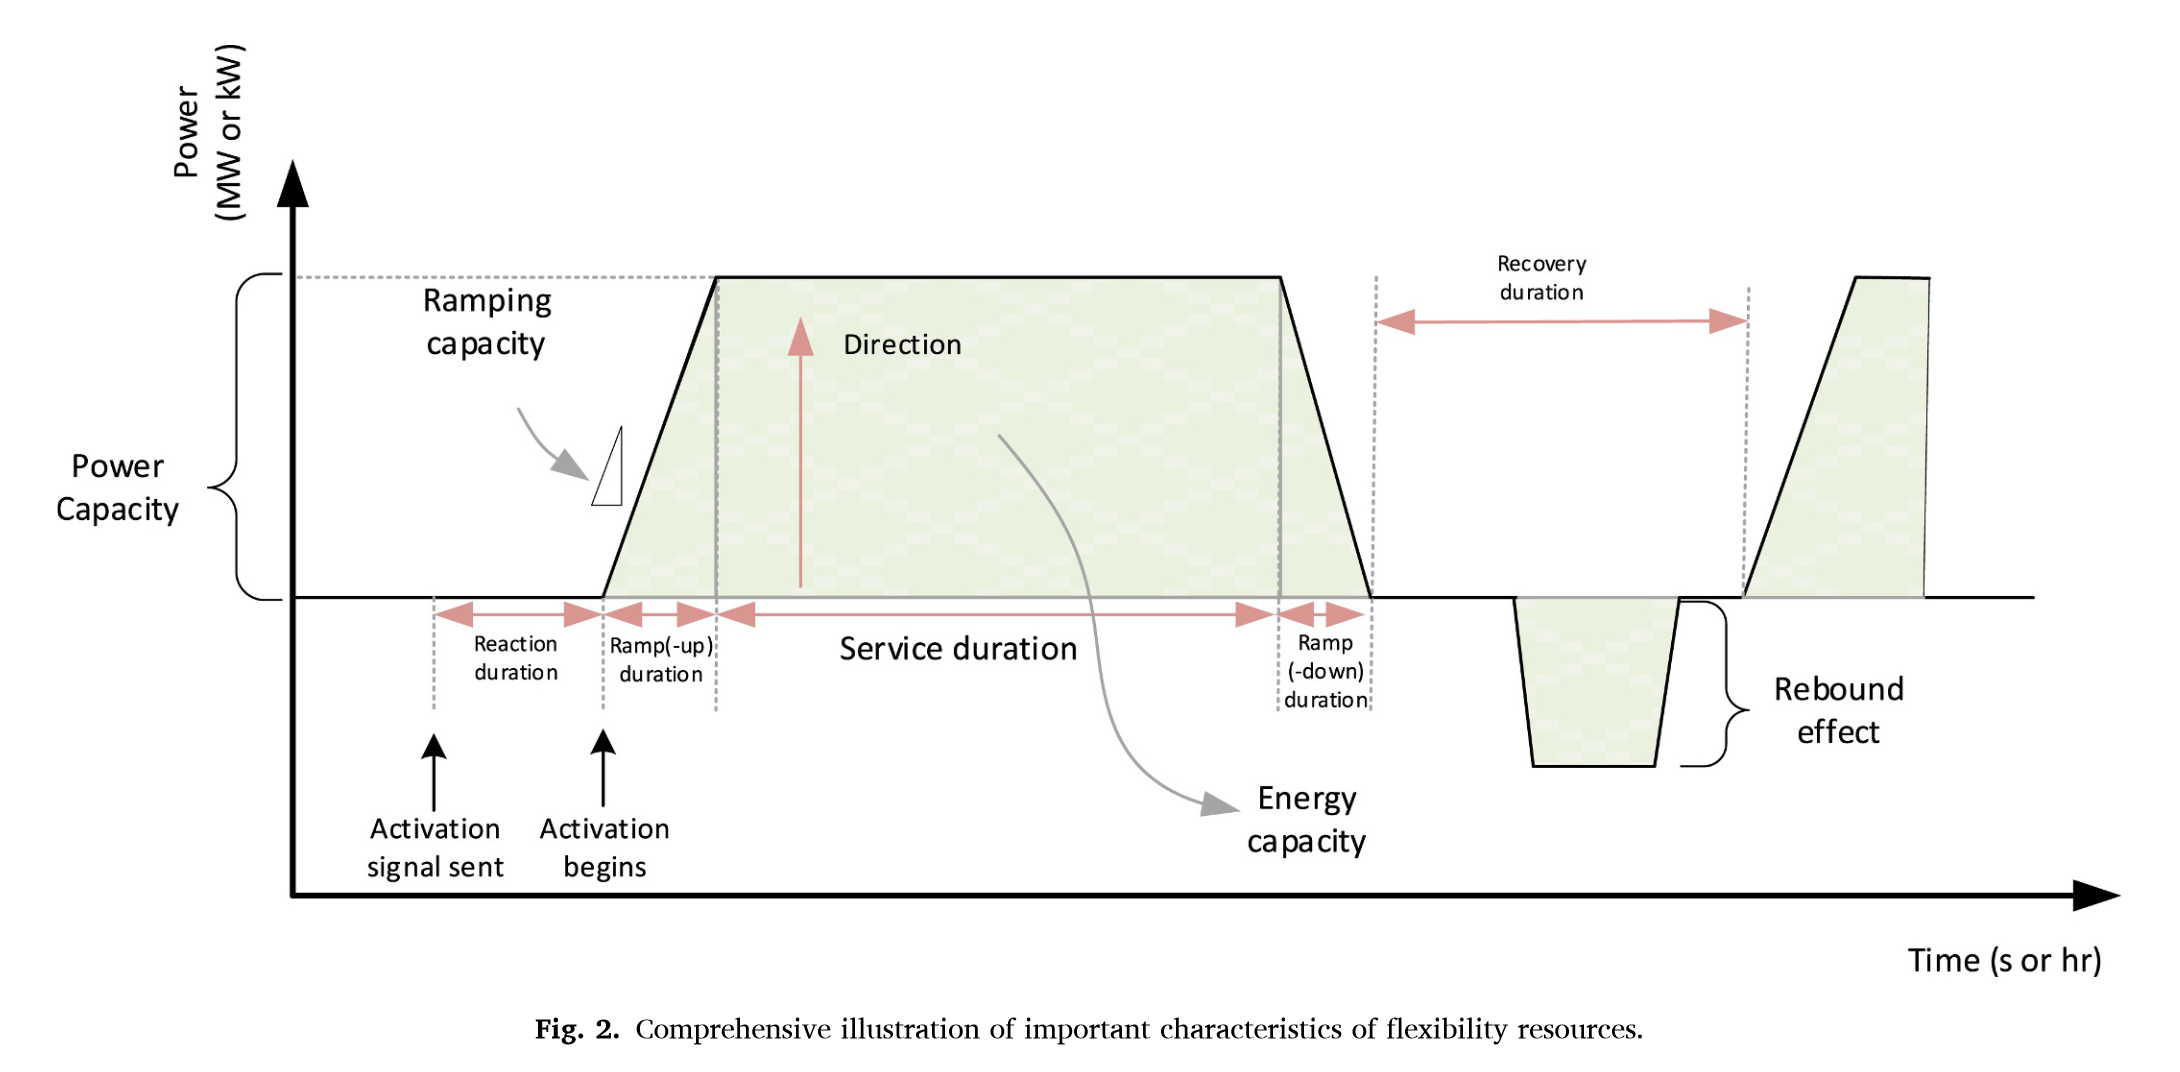 Power
(MW or kW)
Recovery
duration
Ramping
capacity
Direction
Power
Capacity
Reaction
duration
Ramp(-up)
duration
Service duration
Ramp
(-down)
duration
Rebound
effect
Energy
capacity
Activation
signal sent
Activation
begins
Time (s or hr)
Fig. 2. Comprehensive illustration of important characteristics of flexibility resources.